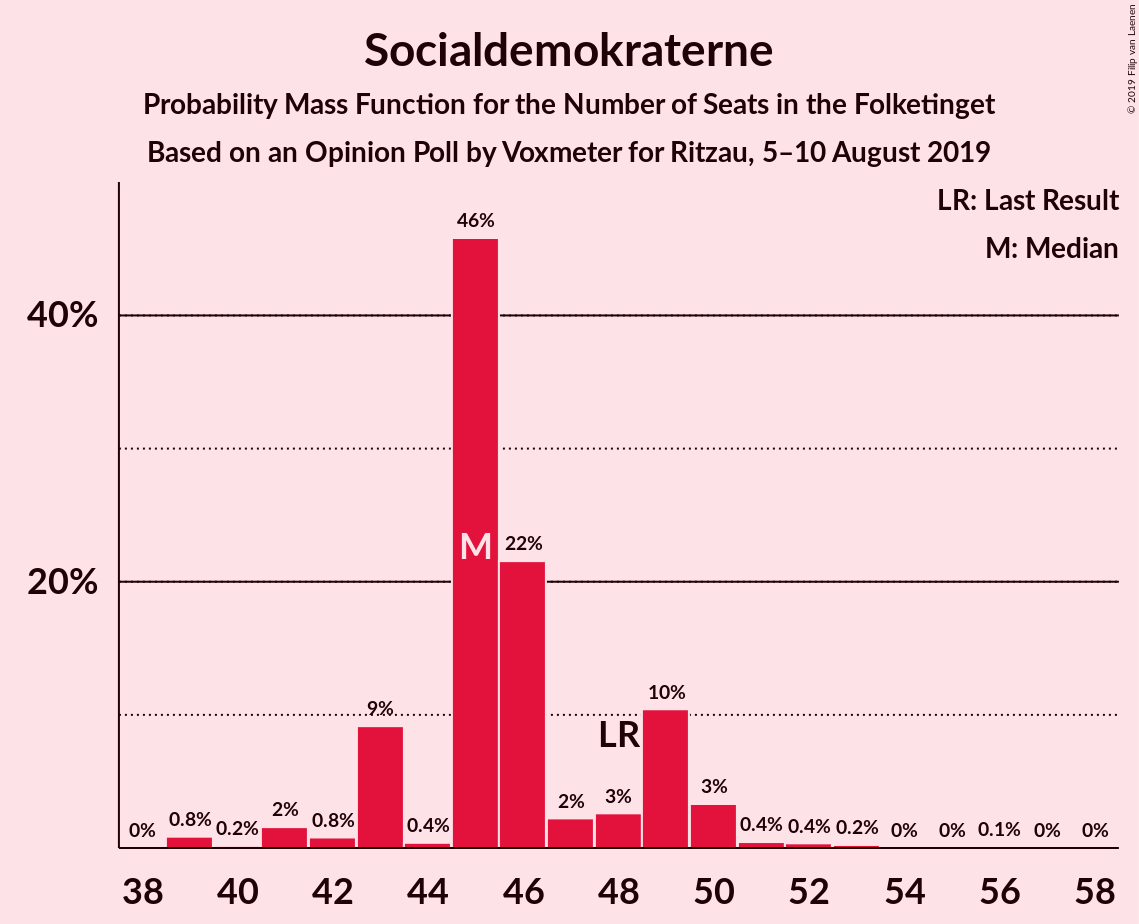 Socialdemokraterne
Probability Mass Function for the Number of Seats in the Folketinget
Based on an Opinion Poll by Voxmeter for Ritzau, 5–10 August 2019
© 2019 Filip van Laenen
LR: Last Result
M: Median
40%
20%
0%
0.8%
0.2%
2%
0.8%
9%
0.4%
46%
22%
2%
3%
10%
3%
0.4%
0.4%
0.2%
0%
0%
0.1%
0%
0%
M
LR
38 40 42 44 46 48 50 52 54 56 58